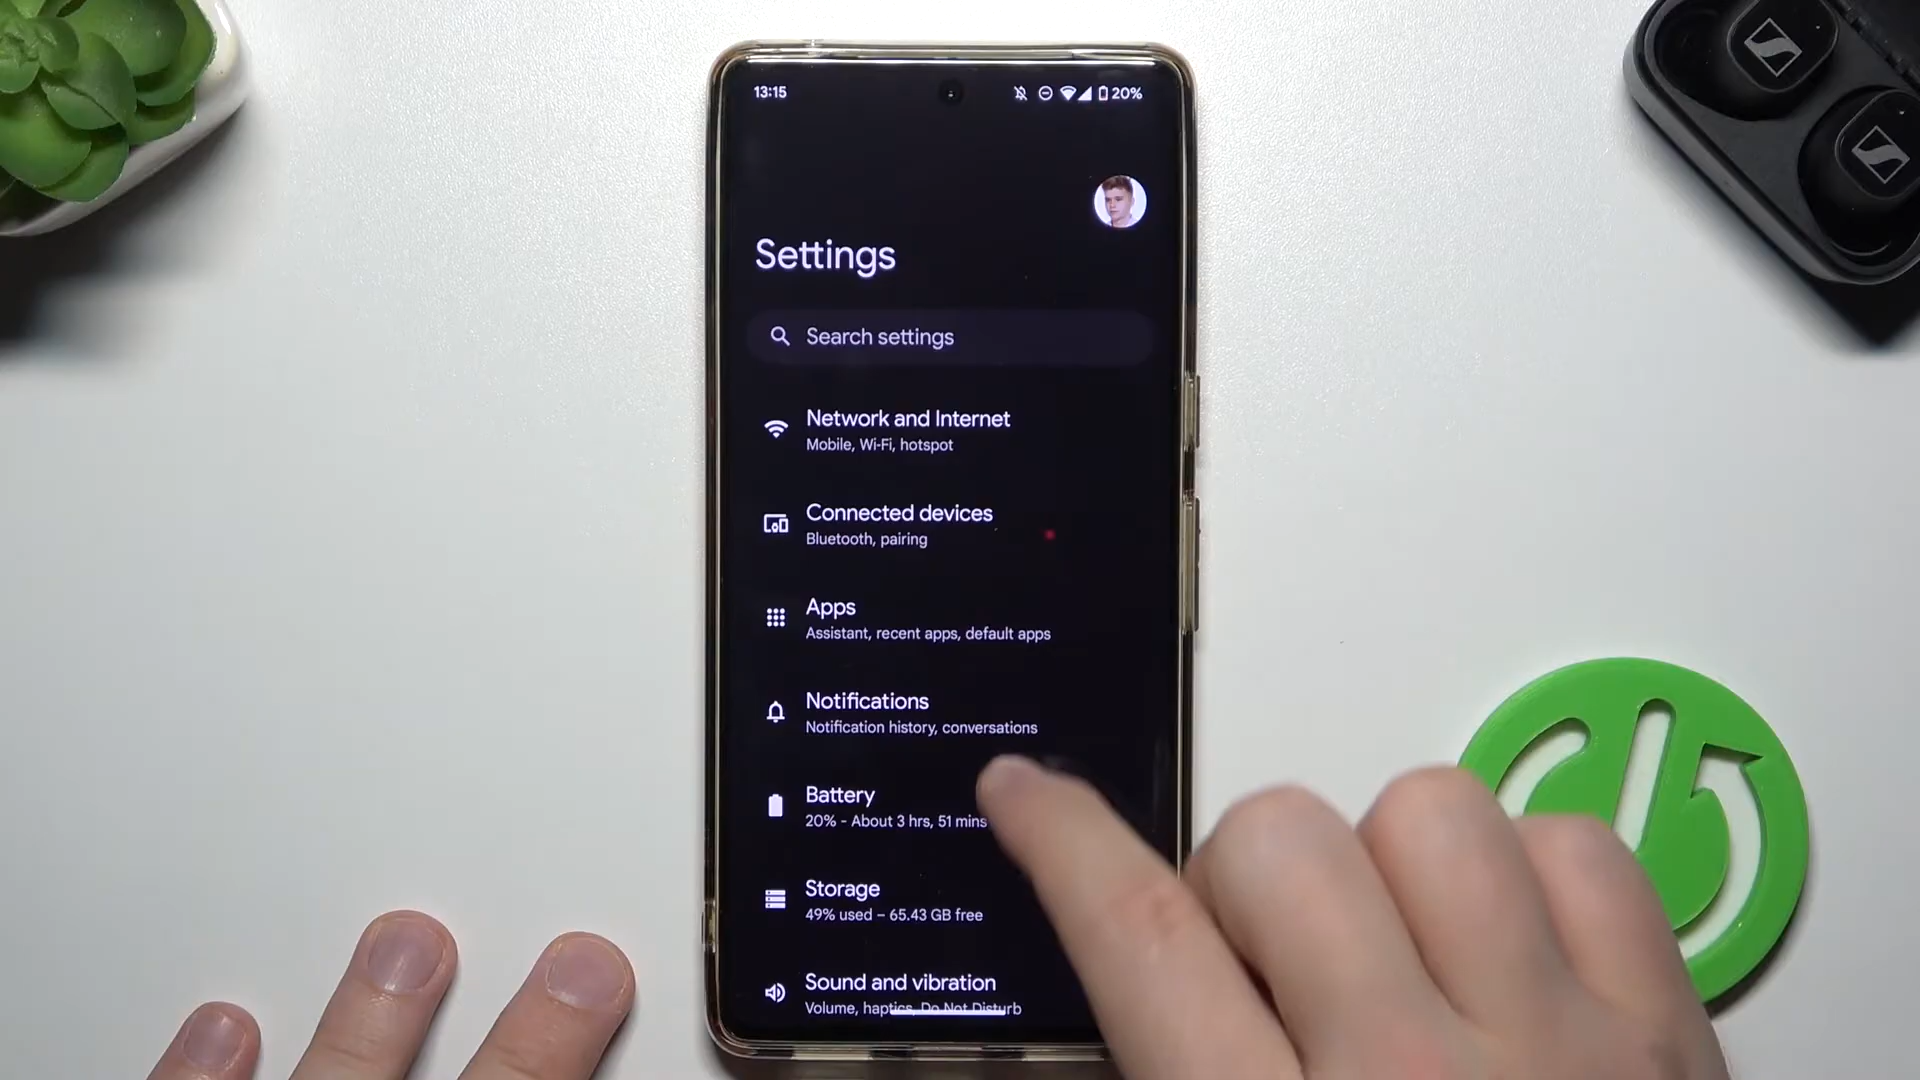 13:15
20%
Settings
Search settings
Network and Internet
Mobile, Wi-Fi, hotspot
Connected devices
Bluetooth, pairing
Apps
Assistant, recent apps, default apps
Notifications
Notification history, conversations
Battery
20% - About 3 hrs, 51 mins
Storage
49% used – 65.43 GB free
Sound and vibration
Volume, haptics, Do Not Disturb